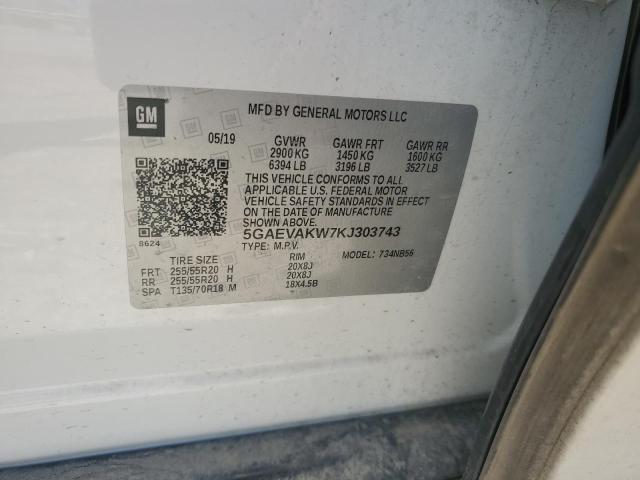 GM
MFD BY GENERAL MOTORS LLC
05/19 GVWR GAWR FRT GAWR RR
2900 KG 1450 KG 1600 KG
6394 LB 3196 LB 3527 LB
THIS VEHICLE CONFORMS TO ALL
APPLICABLE U.S. FEDERAL MOTOR
VEHICLE SAFETY STANDARDS IN EFFECT
ON THE DATE OF MANUFACTURE
SHOWN ABOVE.
5GAEVAKW7KJ303743
8624
TYPE: M.P.V. MODEL: 734NB56
TIRE SIZE RIM
FRT 255/55R20 H 20X8J
RR 255/55R20 H 20X8J
SPA T135/70R18 M 18X4.5B